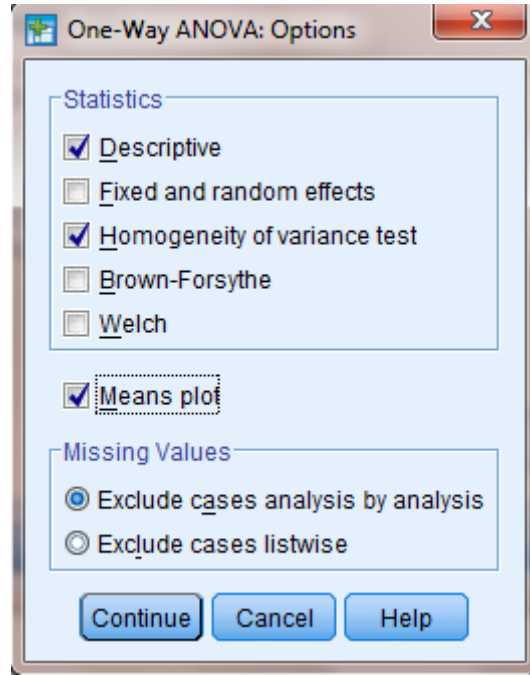 One-Way ANOVA: Options
Statistics
Descriptive
Fixed and random effects
Homogeneity of variance test
Brown-Forsythe
Welch
Means plot
Missing Values
Exclude cases analysis by analysis
Exclude cases listwise
Continue Cancel Help